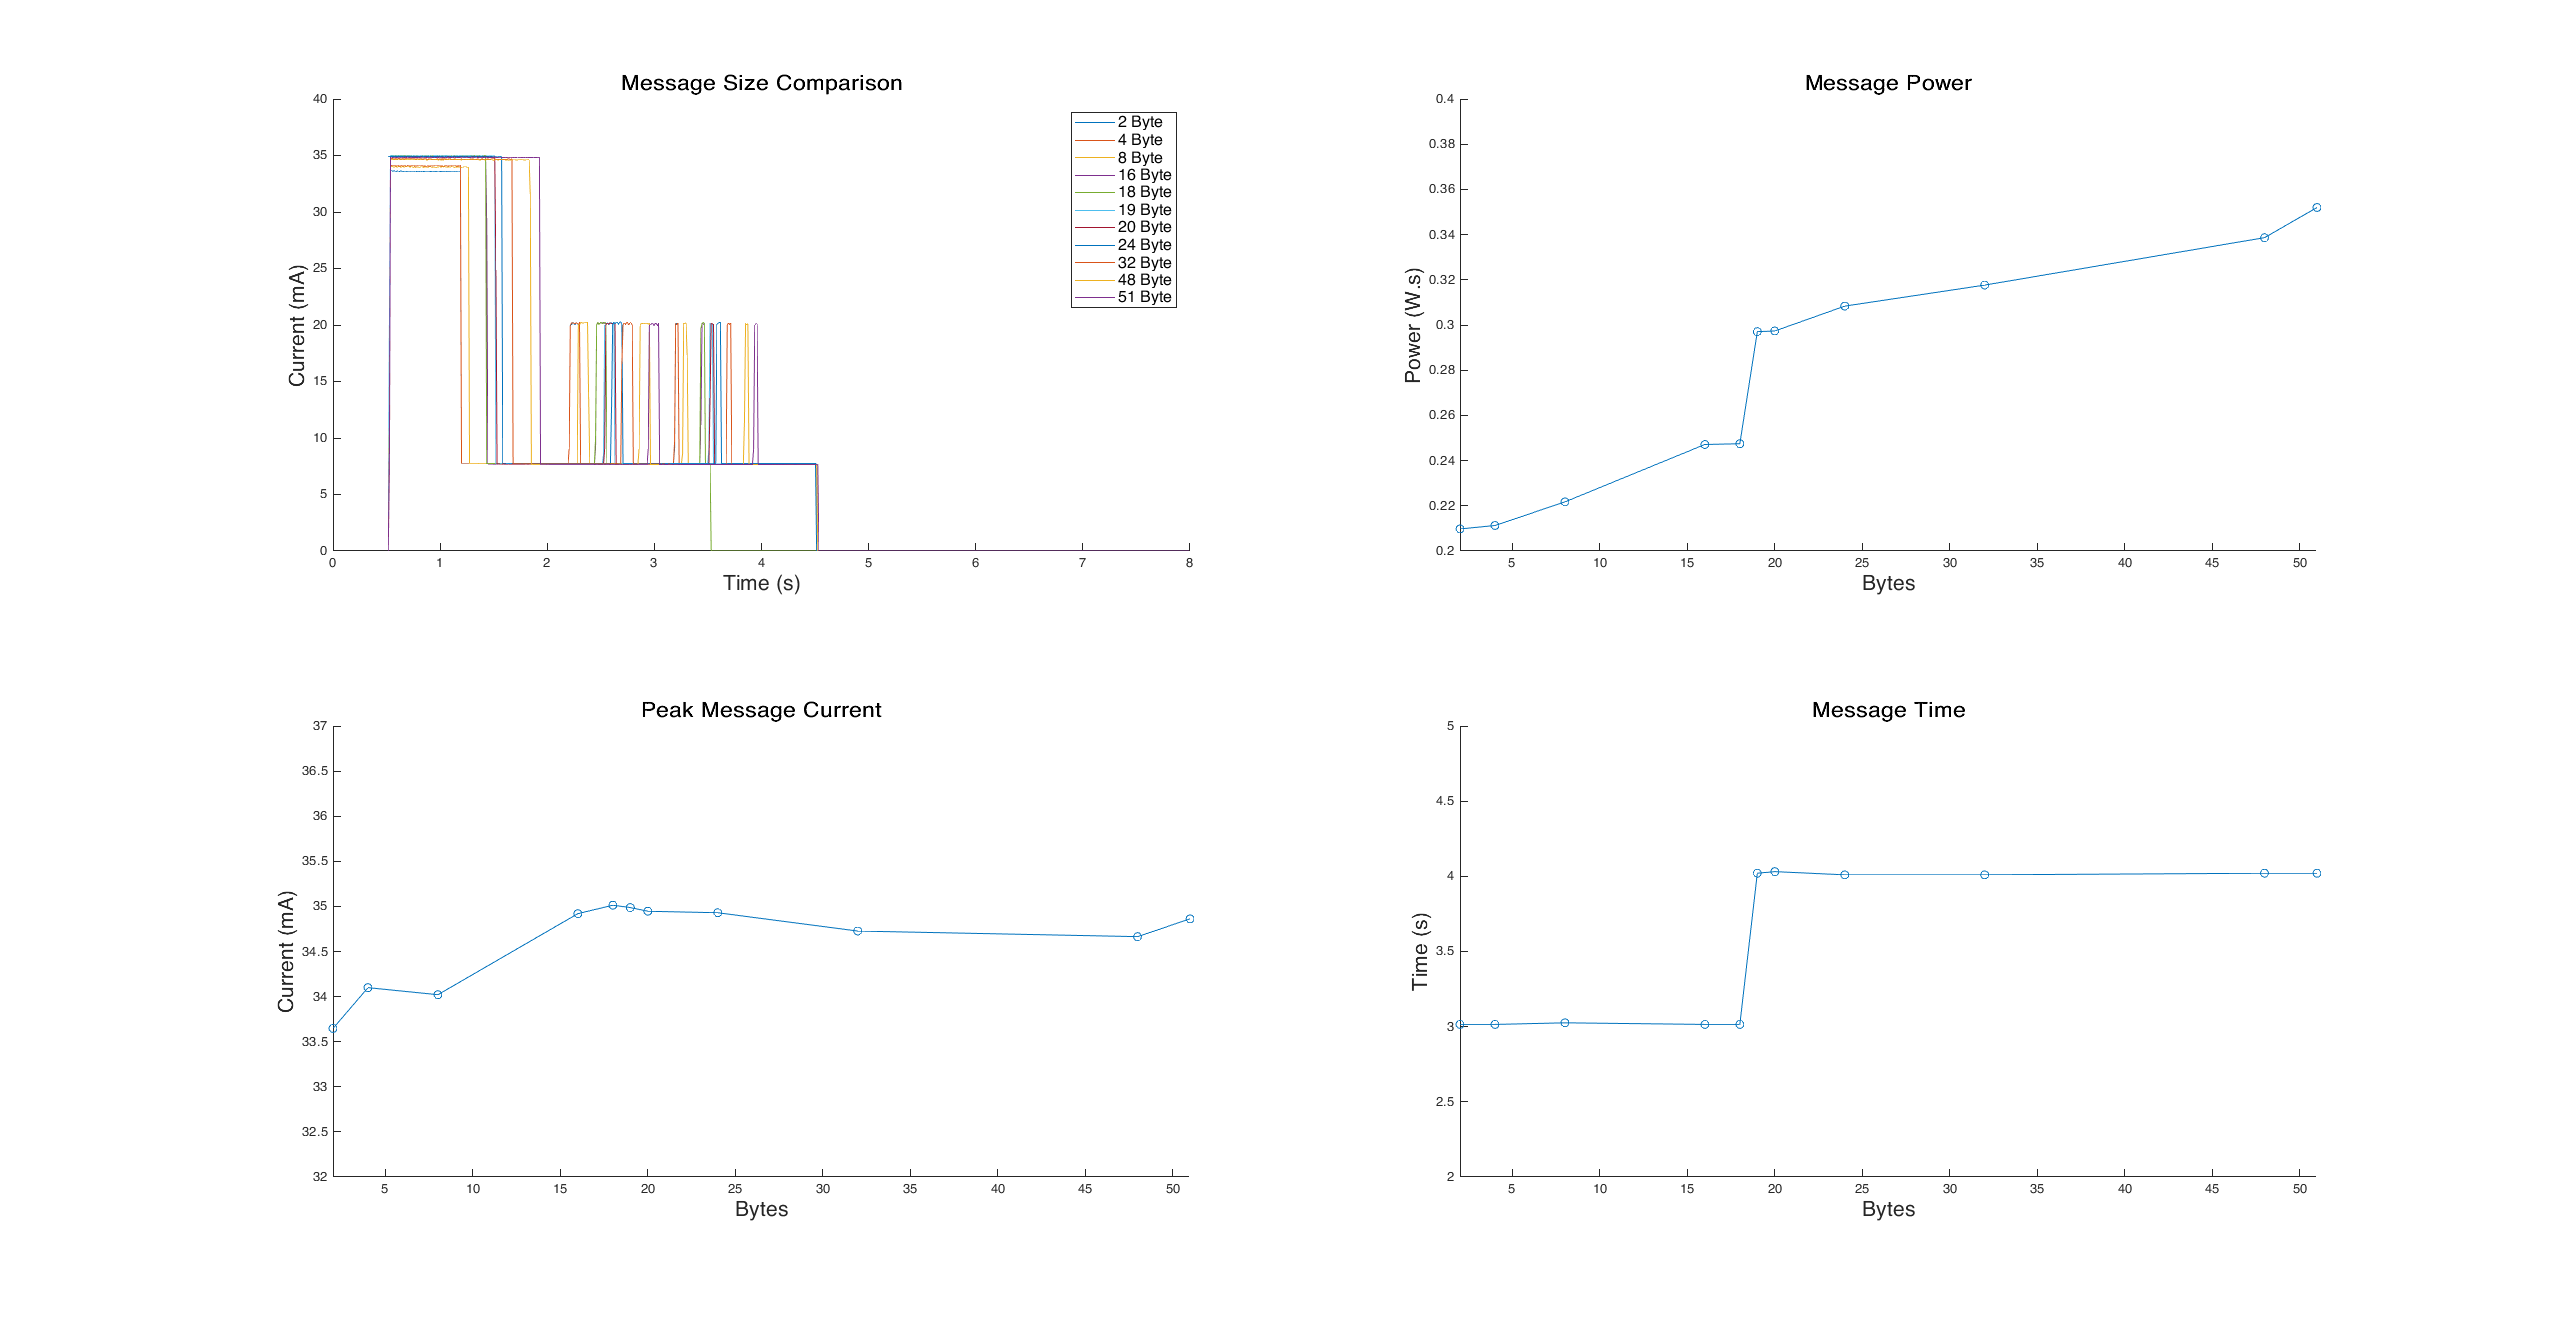 Message Size Comparison
40
35
30
25
20
15
10
5
0
Current (mA)
0 1 2 3 4 5 6 7 8
Time (s)
2 Byte
4 Byte
8 Byte
16 Byte
18 Byte
19 Byte
20 Byte
24 Byte
32 Byte
48 Byte
51 Byte
Message Power
0.4
0.38
0.36
0.34
0.32
0.3
0.28
0.26
0.24
0.22
0.2
Power (W.s)
5 10 15 20 25 30 35 40 45 50
Bytes
Peak Message Current
37
36.5
36
35.5
35
34.5
34
33.5
33
32.5
32
Current (mA)
5 10 15 20 25 30 35 40 45 50
Bytes
Message Time
5
4.5
4
3.5
3
2.5
2
Time (s)
5 10 15 20 25 30 35 40 45 50
Bytes